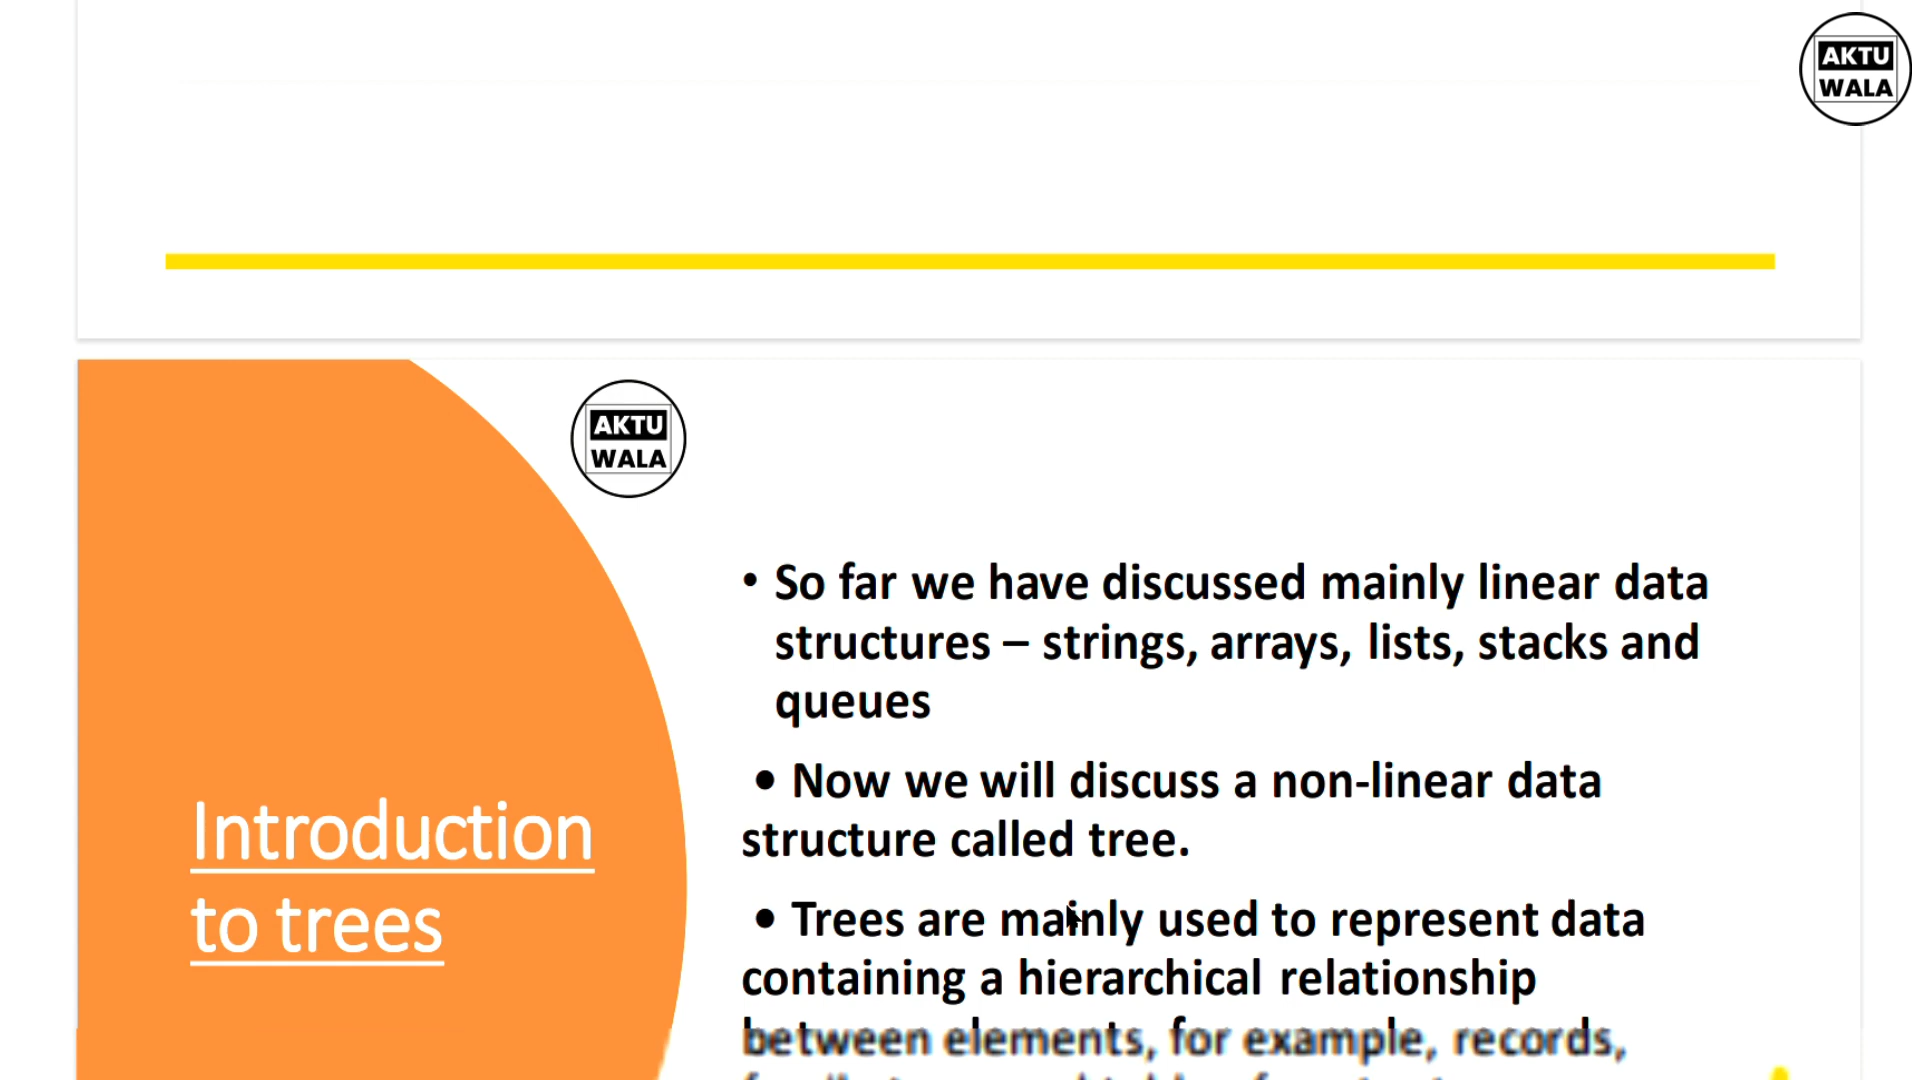 AKTU
WALA
AKTU
WALA
Introduction
to trees
• So far we have discussed mainly linear data
structures – strings, arrays, lists, stacks and
queues
• Now we will discuss a non-linear data
structure called tree.
• Trees are mainly used to represent data
containing a hierarchical relationship
between elements, for example, records,